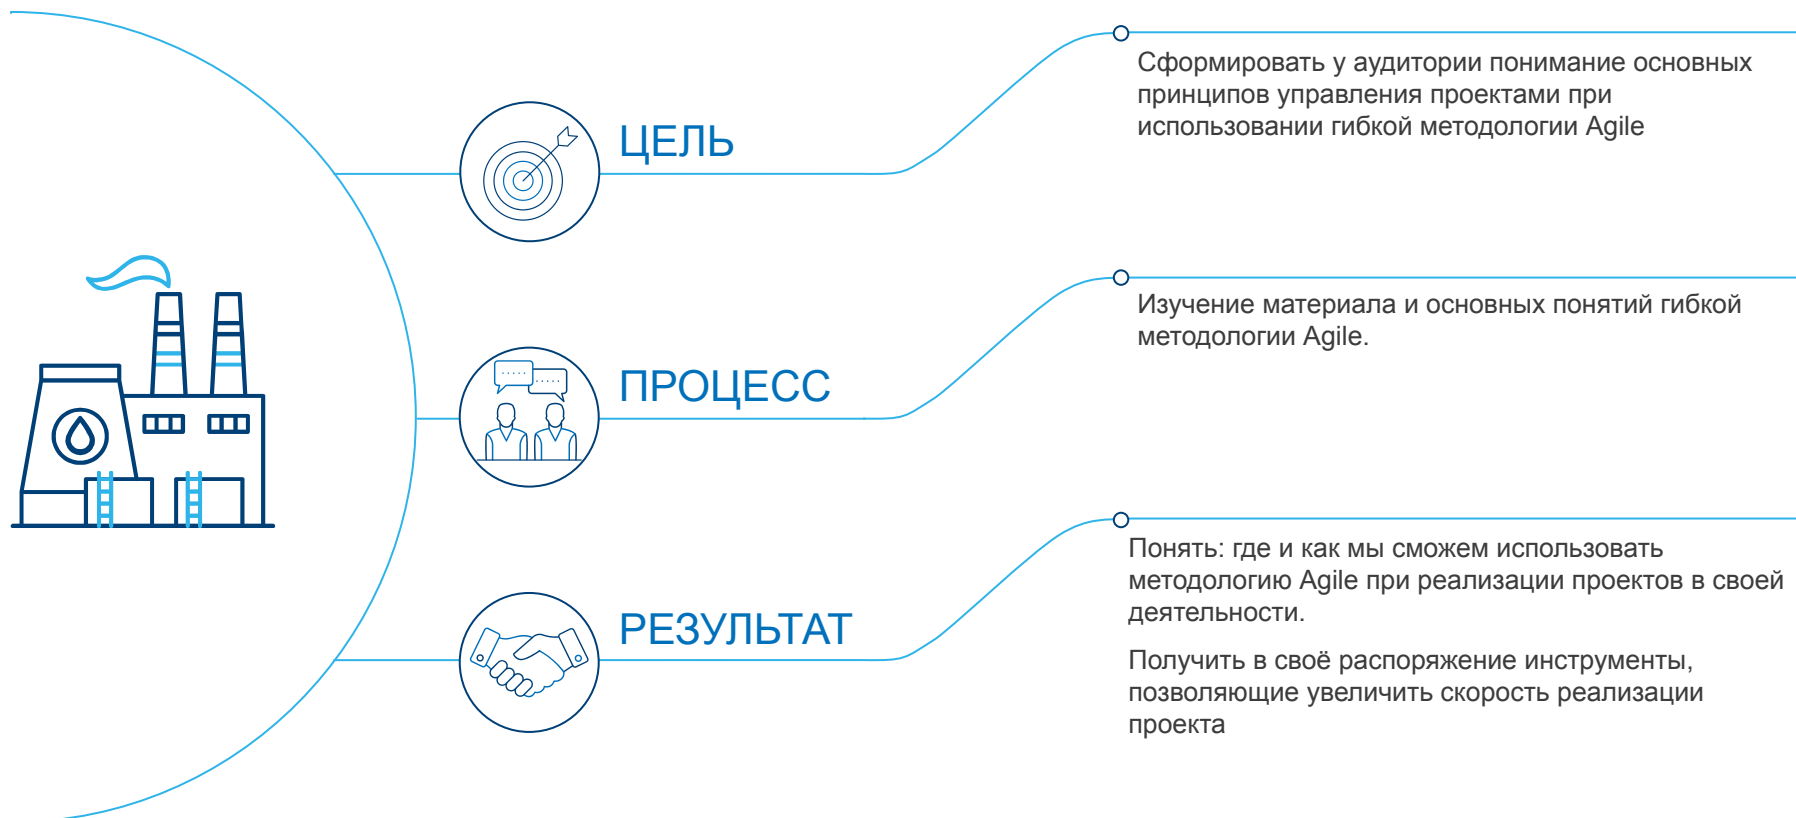 ЦЕЛЬ
Сформировать у аудитории понимание основных
принципов управления проектами при
использовании гибкой методологии Agile
ПРОЦЕСС
Изучение материала и основных понятий гибкой
методологии Agile.
РЕЗУЛЬТАТ
Понять: где и как мы сможем использовать
методологию Agile при реализации проектов в своей
деятельности.
Получить в своё распоряжение инструменты,
позволяющие увеличить скорость реализации
проекта